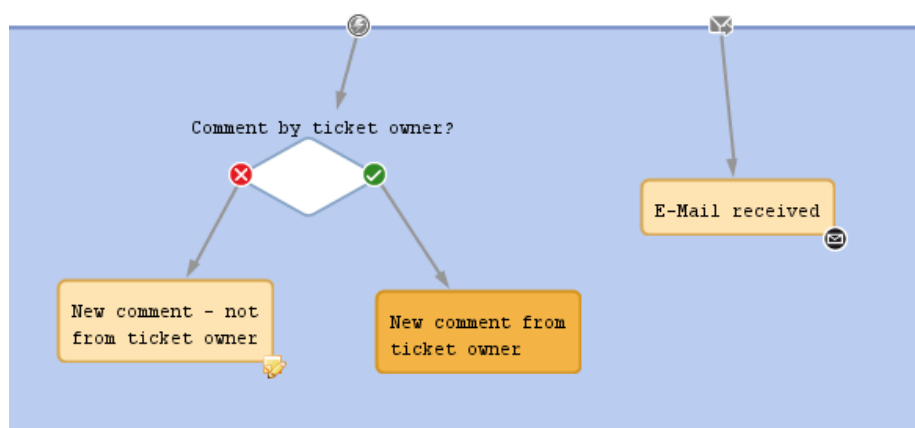 Comment by ticket owner?
E-Mail received
New comment - not
from ticket owner
New comment from
ticket owner